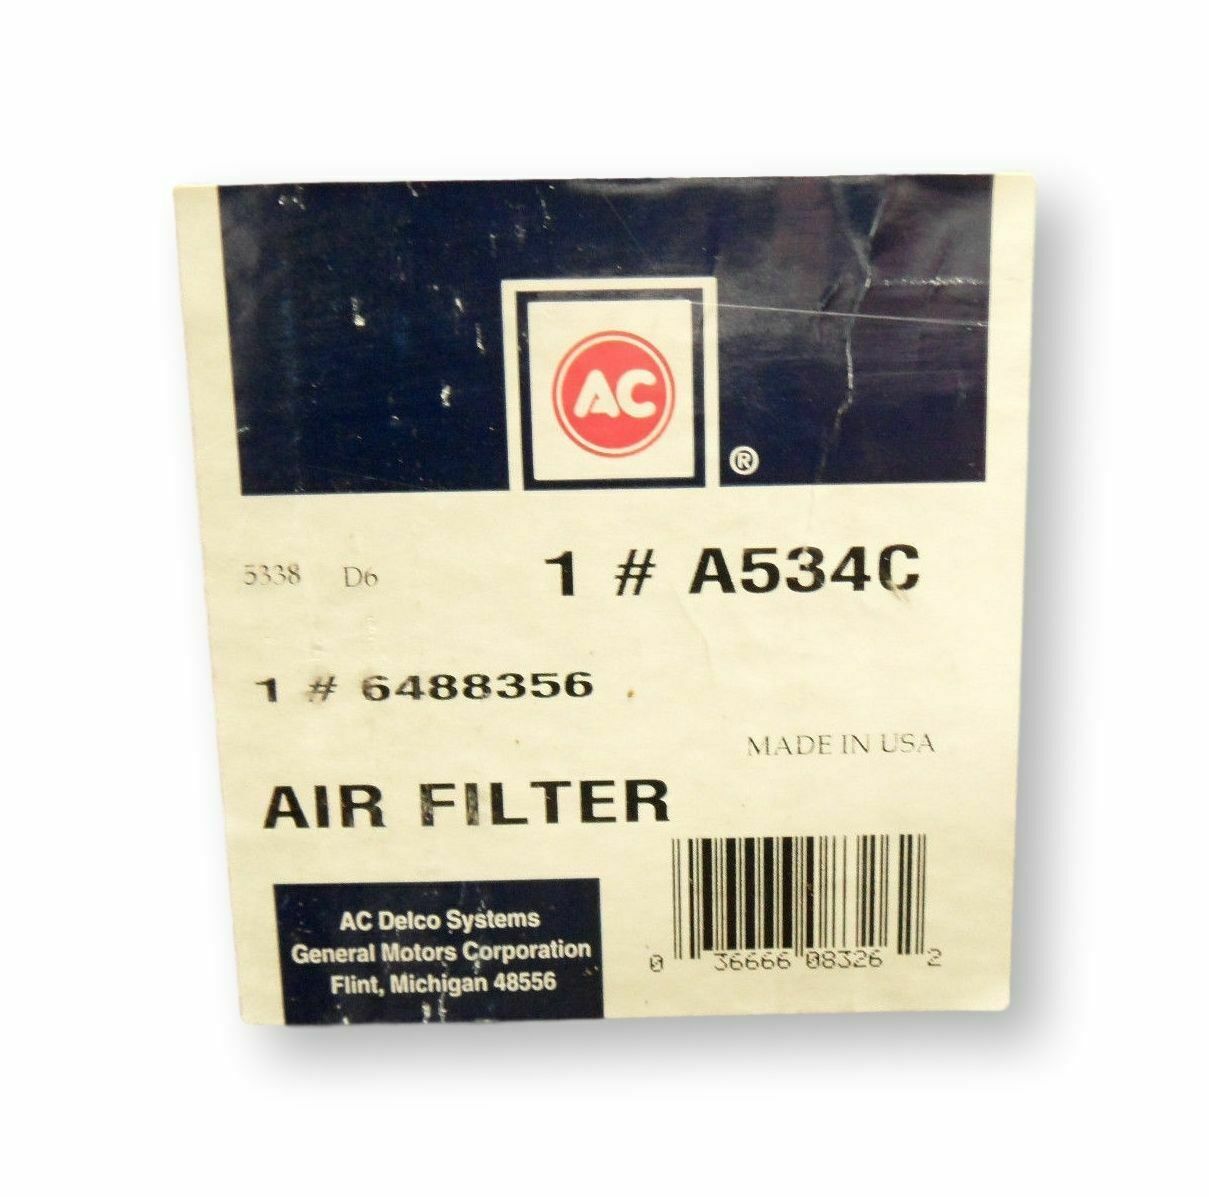 AC
®
5338 D6 1 # A534C
1 # 6488356
MADE IN USA
AIR FILTER
AC Delco Systems
General Motors Corporation
Flint, Michigan 48556
0 36666 08326 2